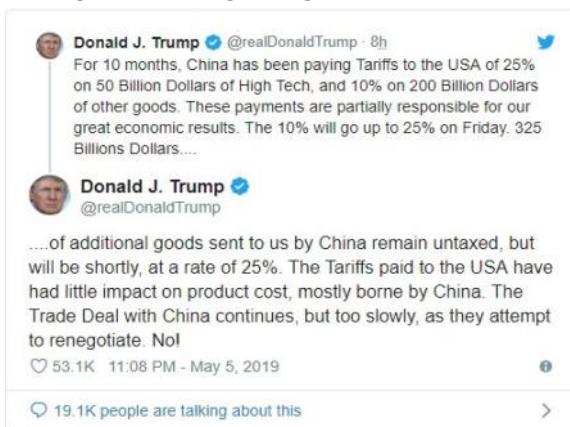 Donald J. Trump @realDonaldTrump · 8h
For 10 months, China has been paying Tariffs to the USA of 25%
on 50 Billion Dollars of High Tech, and 10% on 200 Billion Dollars
of other goods. These payments are partially responsible for our
great economic results. The 10% will go up to 25% on Friday. 325
Billions Dollars....
Donald J. Trump
@realDonaldTrump
....of additional goods sent to us by China remain untaxed, but
will be shortly, at a rate of 25%. The Tariffs paid to the USA have
had little impact on product cost, mostly borne by China. The
Trade Deal with China continues, but too slowly, as they attempt
to renegotiate. No!
53.1K 11:08 PM - May 5, 2019
19.1K people are talking about this